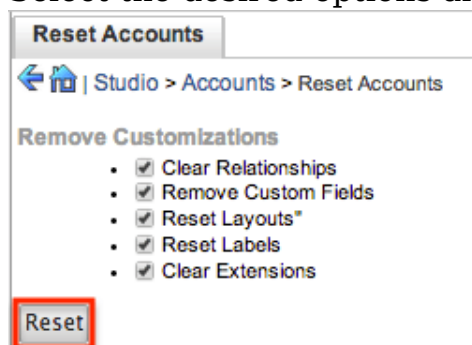 Select the desired options an
Reset Accounts
| Studio > Accounts > Reset Accounts
Remove Customizations
• Clear Relationships
• Remove Custom Fields
• Reset Layouts*
• Reset Labels
• Clear Extensions
Reset